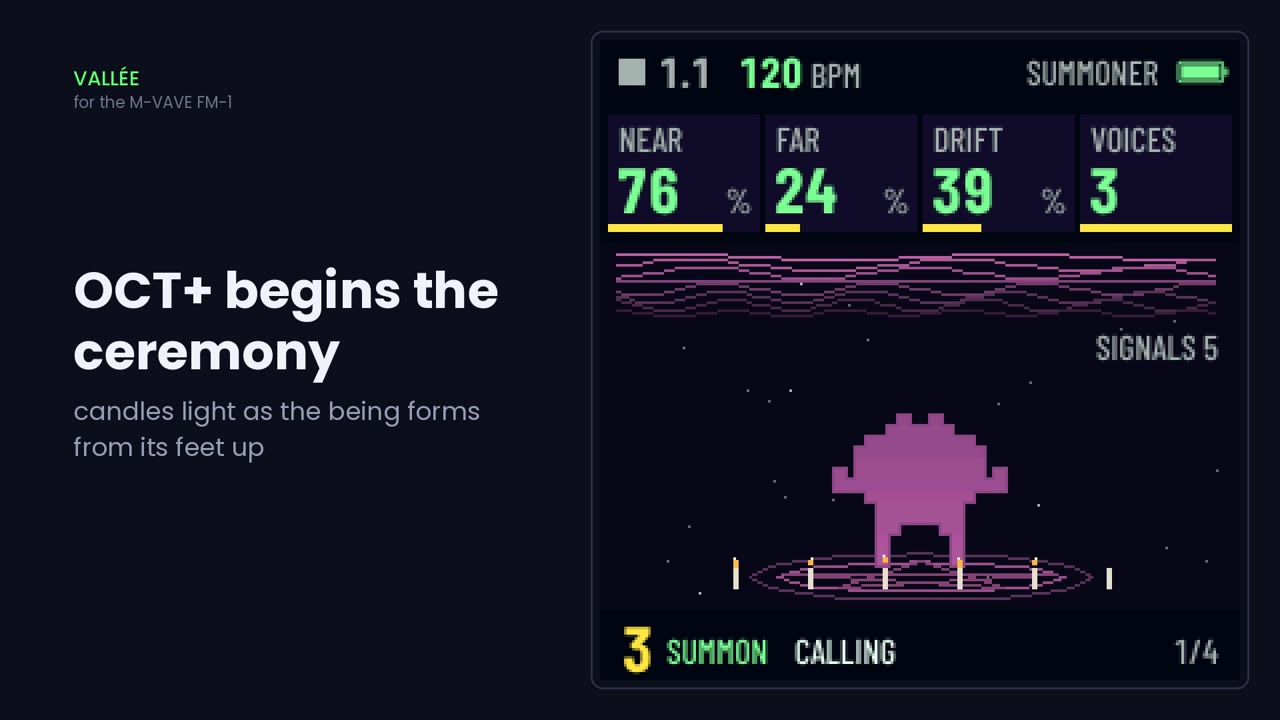 VALLÉE
for the M-VAVE FM-1
OCT+ begins the
ceremony
candles light as the being forms
from its feet up
1.1 120 BPM SUMMONER
NEAR FAR DRIFT VOICES
76 % 24 % 39 % 3
SIGNALS 5
3 SUMMON CALLING 1/4